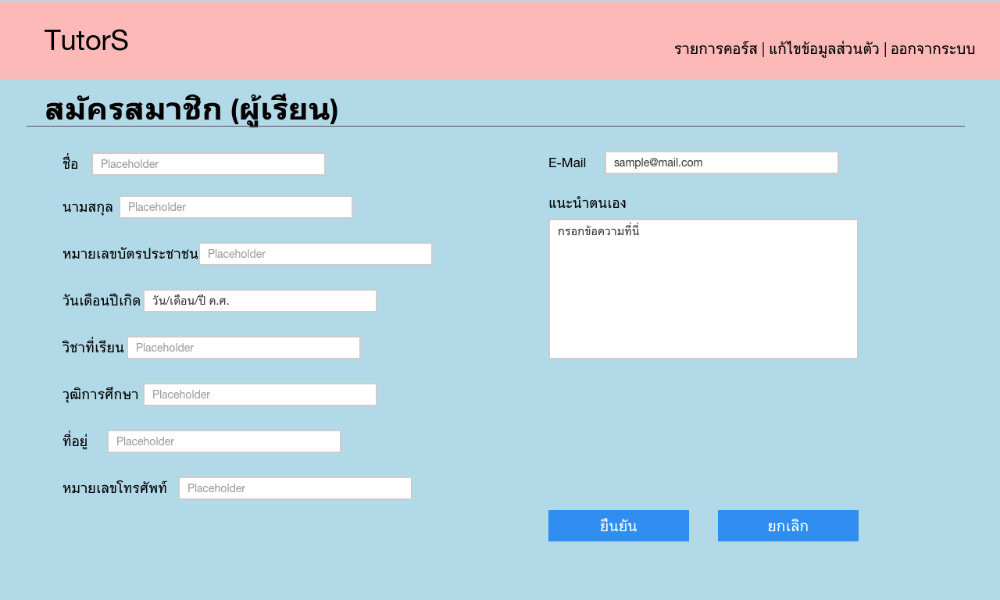 TutorS
รายการคอร์ส | แก้ไขข้อมูลส่วนตัว | ออกจากระบบ
สมัครสมาชิก (ผู้เรียน)
ชื่อ Placeholder
นามสกุล Placeholder
หมายเลขบัตรประชาชน Placeholder
วันเดือนปีเกิด วัน/เดือน/ปี ค.ศ.
วิชาที่เรียน Placeholder
วุฒิการศึกษา Placeholder
ที่อยู่ Placeholder
หมายเลขโทรศัพท์ Placeholder
E-Mail sample@mail.com
แนะนำตนเอง
กรอกข้อความที่นี่
ยืนยัน ยกเลิก